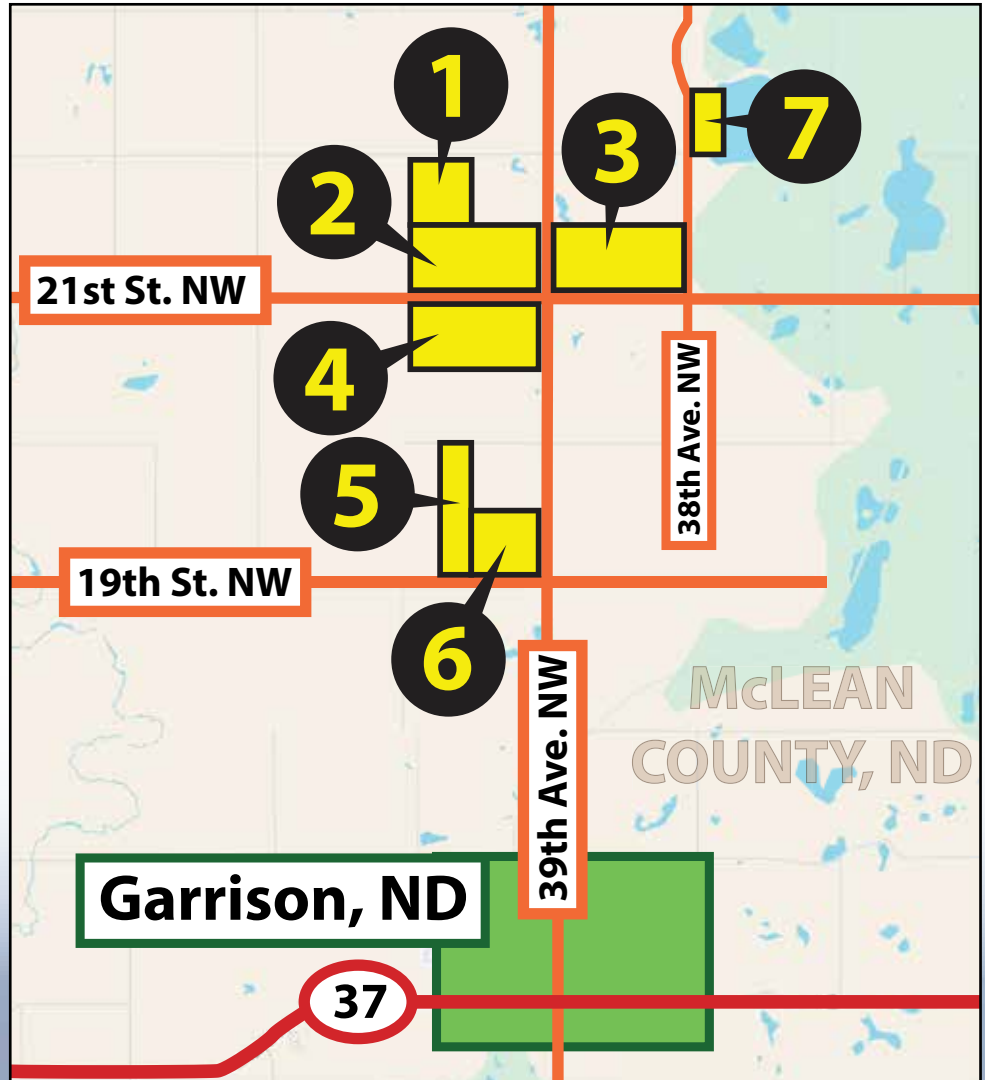 1
7
3
2
21st St. NW
4
38th Ave. NW
5
19th St. NW
6
39th Ave. NW
McLEAN
COUNTY, ND
Garrison, ND
37